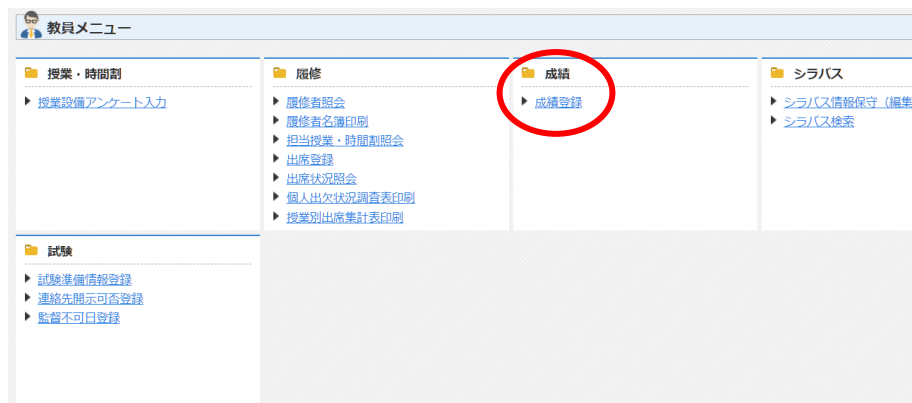 教員メニュー
授業・時間割
授業設備アンケート入力
履修
履修者照会
履修者名簿印刷
担当授業・時間割照会
出席登録
出席状況照会
個人出欠状況調査表印刷
授業別出席集計表印刷
成績
成績登録
シラバス
シラバス情報保守（編集
シラバス検索
試験
試験準備情報登録
連絡先開示可否登録
監督不可日登録